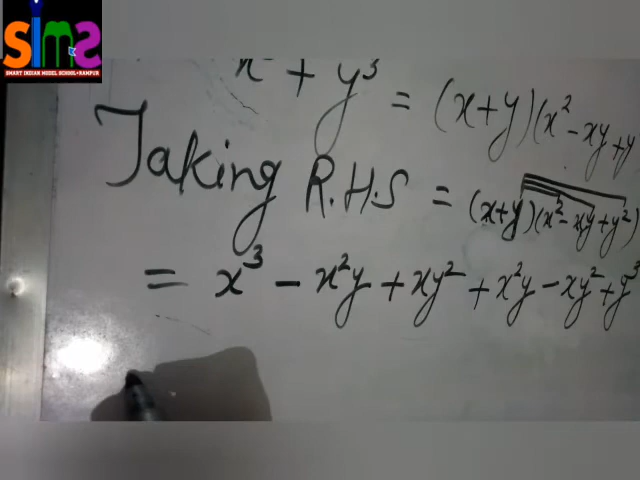 SIMS
SMART INDIAN MODEL SCHOOL•RAMPUR
x³ + y³ = (x+y)(x² - xy + y
Taking R.H.S = (x+y)(x² - xy + y²)
= x³ - x²y + xy² + x²y - xy² + y³